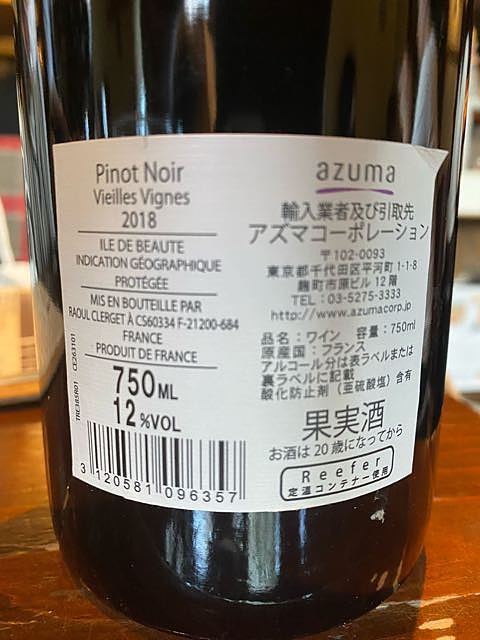 Pinot Noir
Vieilles Vignes
2018
ILE DE BEAUTE
INDICATION GÉOGRAPHIQUE
PROTÉGÉE
MIS EN BOUTEILLE PAR
RAOUL CLERGET À CS60334 F-21200-684
FRANCE
PRODUIT DE FRANCE
750ML
12%VOL
TRE385R01 CE263101
3 120581 096357
azuma
輸入業者及び引取先
アズマコーポレーション
〒102-0093
東京都千代田区平河町1-1-8
麹町市原ビル12階
TEL:03-5275-3333
http://www.azumacorp.jp
品名:ワイン 容量:750ml
原産国:フランス
アルコール分は表ラベルまたは
裏ラベルに記載
酸化防止剤(亜硫酸塩)含有
果実酒
お酒は20歳になってから
Reefer
定温コンテナー使用